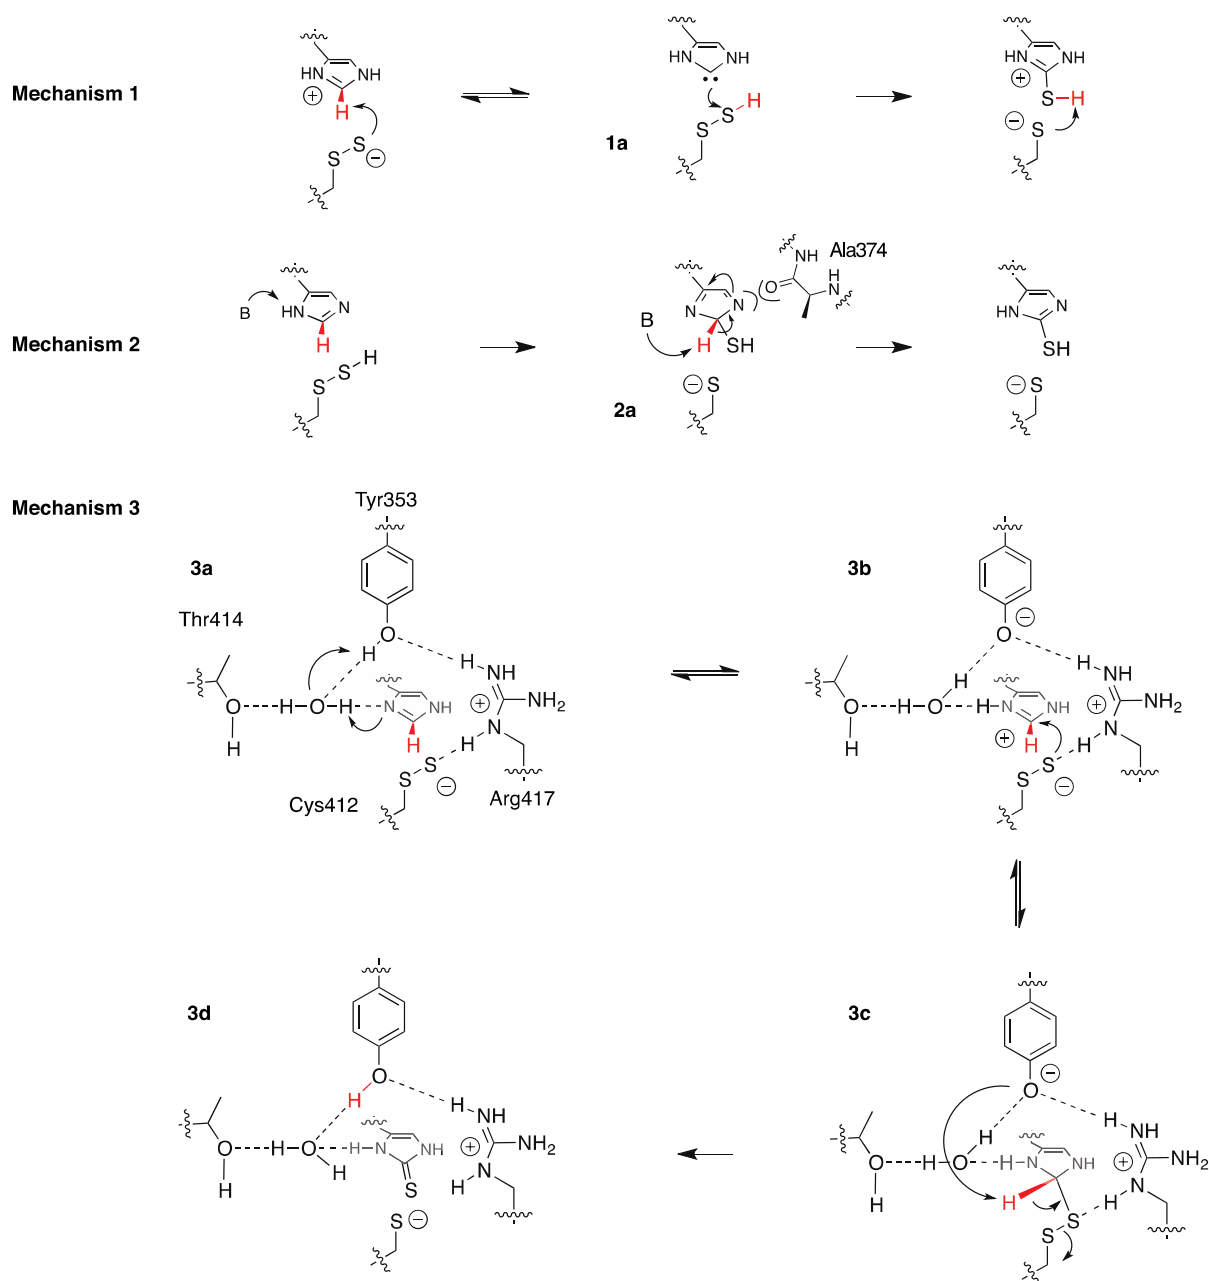 Mechanism 1
HN NH
⊕
H
S S ⊖
HN NH
S S H
1a
HN NH
⊕
S H
⊖ S
Mechanism 2
B HN N
H
S S H
NH Ala374
O H N
N N
B H SH
⊖ S
2a
HN N
SH
⊖ S
Mechanism 3
3a
Tyr353
Thr414
O
H
H NH
O H O H N NH ⊕ NH2
H
H N
H
S S ⊖
Cys412
Arg417
3b
O ⊖
H
H NH
O H O H N NH ⊕ NH2
H
⊕ H
H N
S S ⊖
3d
O
H
H NH
O H O H N NH ⊕ NH2
H
H
S
H N
S ⊖
3c
O ⊖
H
H NH
O H O H N NH ⊕ NH2
H
H
H N
S S